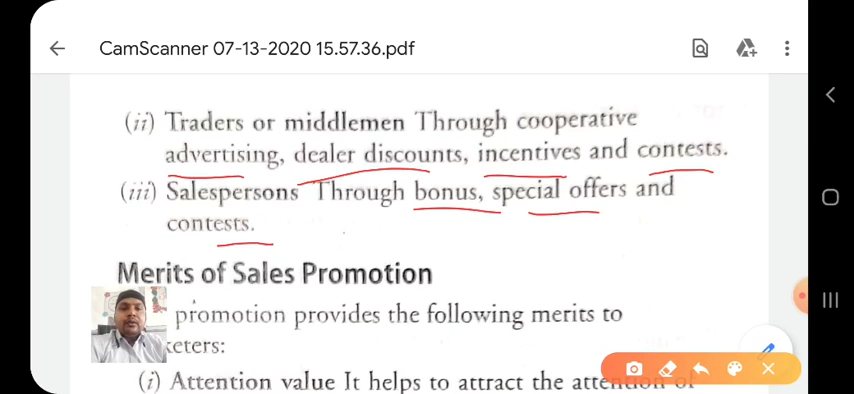 CamScanner 07-13-2020 15.57.36.pdf
(ii) Traders or middlemen Through cooperative
advertising, dealer discounts, incentives and contests.
(iii) Salespersons Through bonus, special offers and
contests.
Merits of Sales Promotion
promotion provides the following merits to
keters:
(i) Attention value It helps to attract the attention of